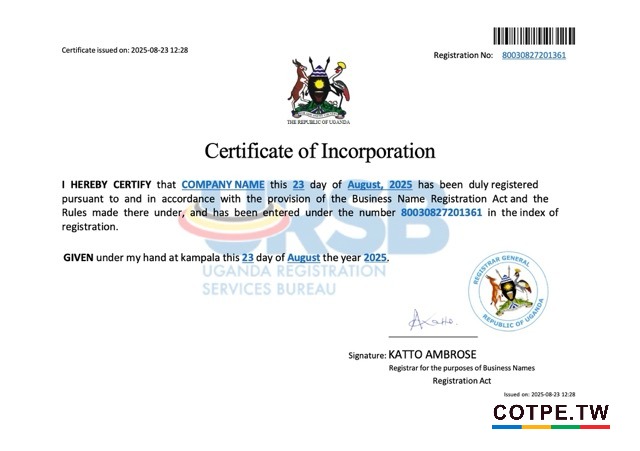 Certificate issued on: 2025-08-23 12:28
Registration No: 80030827201361
THE REPUBLIC OF UGANDA
Certificate of Incorporation
I HEREBY CERTIFY that COMPANY NAME this 23 day of August, 2025 has been duly registered
pursuant to and in accordance with the provision of the Business Name Registration Act and the
Rules made there under, and has been entered under the number 80030827201361 in the index of
registration.
URSB
GIVEN under my hand at kampala this 23 day of August the year 2025.
UGANDA REGISTRATION
SERVICES BUREAU
REGISTRAR GENERAL
REPUBLIC OF UGANDA
Signature: KATTO AMBROSE
Registrar for the purposes of Business Names
Registration Act
Issued on: 2025-08-23 12:28
COTPE.TW